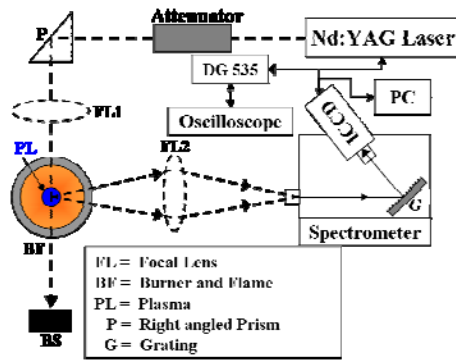 Attenuator
P
Nd:YAG Laser
DG 535
PC
Oscilloscope
ICCD
FL1
FL2
PL
G
BF
Spectrometer
BS
FL = Focal Lens
BF = Burner and Flame
PL = Plasma
P = Right angled Prism
G = Grating